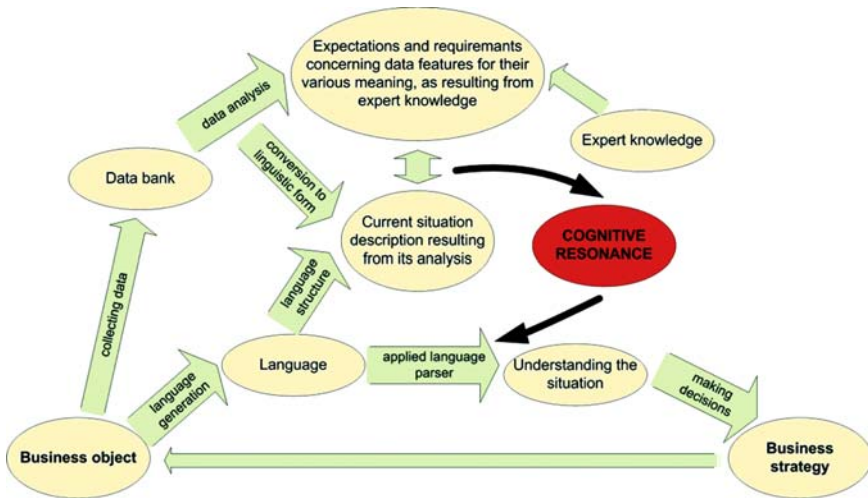 Expectations and requiremants
concerning data features for their
various meaning, as resulting from
expert knowledge
data analysis
Expert knowledge
conversion to
linguistic form
Data bank
Current situation
description resulting
from its analysis
COGNITIVE
RESONANCE
language
structure
collecting data
Language
applied language
parser
Understanding the
situation
making
decisions
language
generation
Business object
Business
strategy